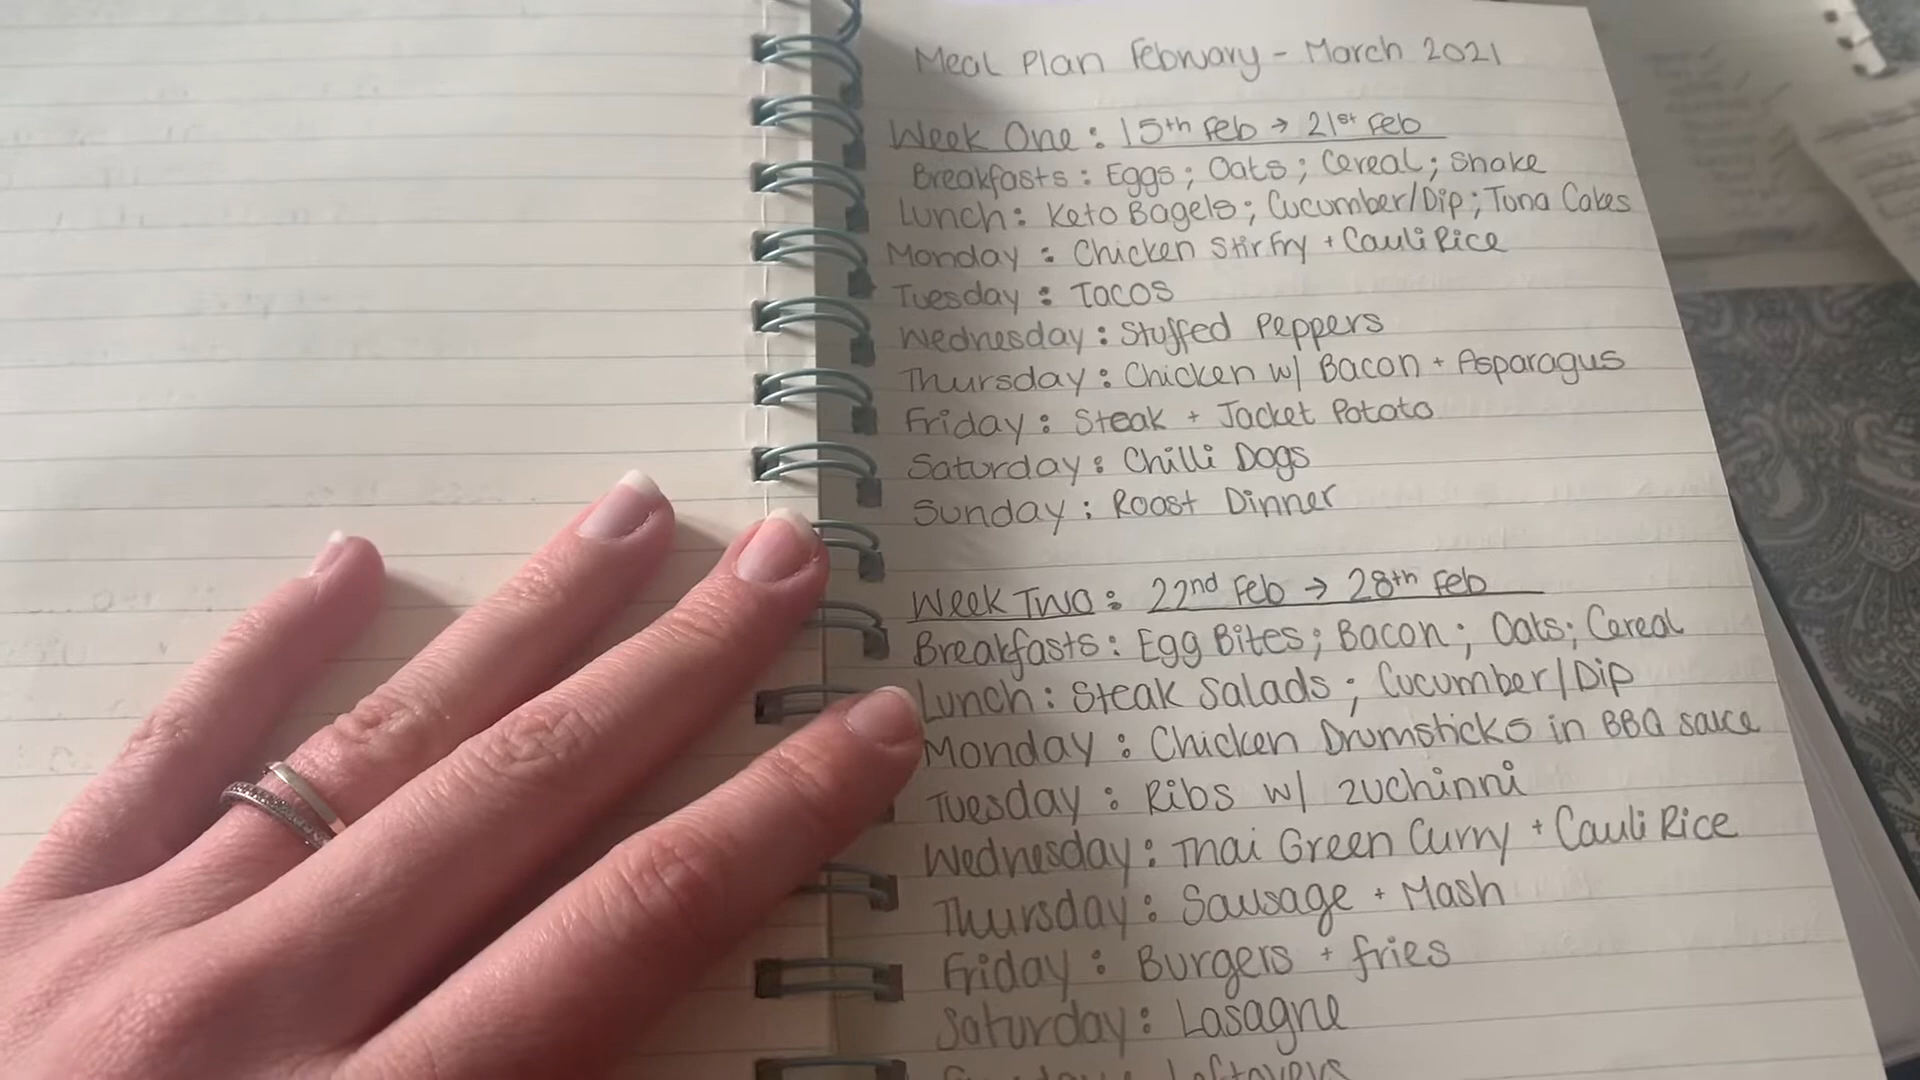 Meal Plan February - March 2021
Week One: 15th Feb → 21st Feb
Breakfasts: Eggs; Oats; Cereal; Shake
Lunch: Keto Bagels; Cucumber/Dip; Tuna Cakes
Monday: Chicken Stir Fry + Cauli Rice
Tuesday: Tacos
Wednesday: Stuffed Peppers
Thursday: Chicken w/ Bacon + Asparagus
Friday: Steak + Jacket Potato
Saturday: Chilli Dogs
Sunday: Roast Dinner
Week Two: 22nd Feb → 28th Feb
Breakfasts: Egg Bites; Bacon; Oats; Cereal
Lunch: Steak Salads; Cucumber/Dip
Monday: Chicken Drumsticks in BBQ sauce
Tuesday: Ribs w/ zuchinni
Wednesday: Thai Green Curry + Cauli Rice
Thursday: Sausage + Mash
Friday: Burgers + fries
Saturday: Lasagne
Sunday: Leftovers